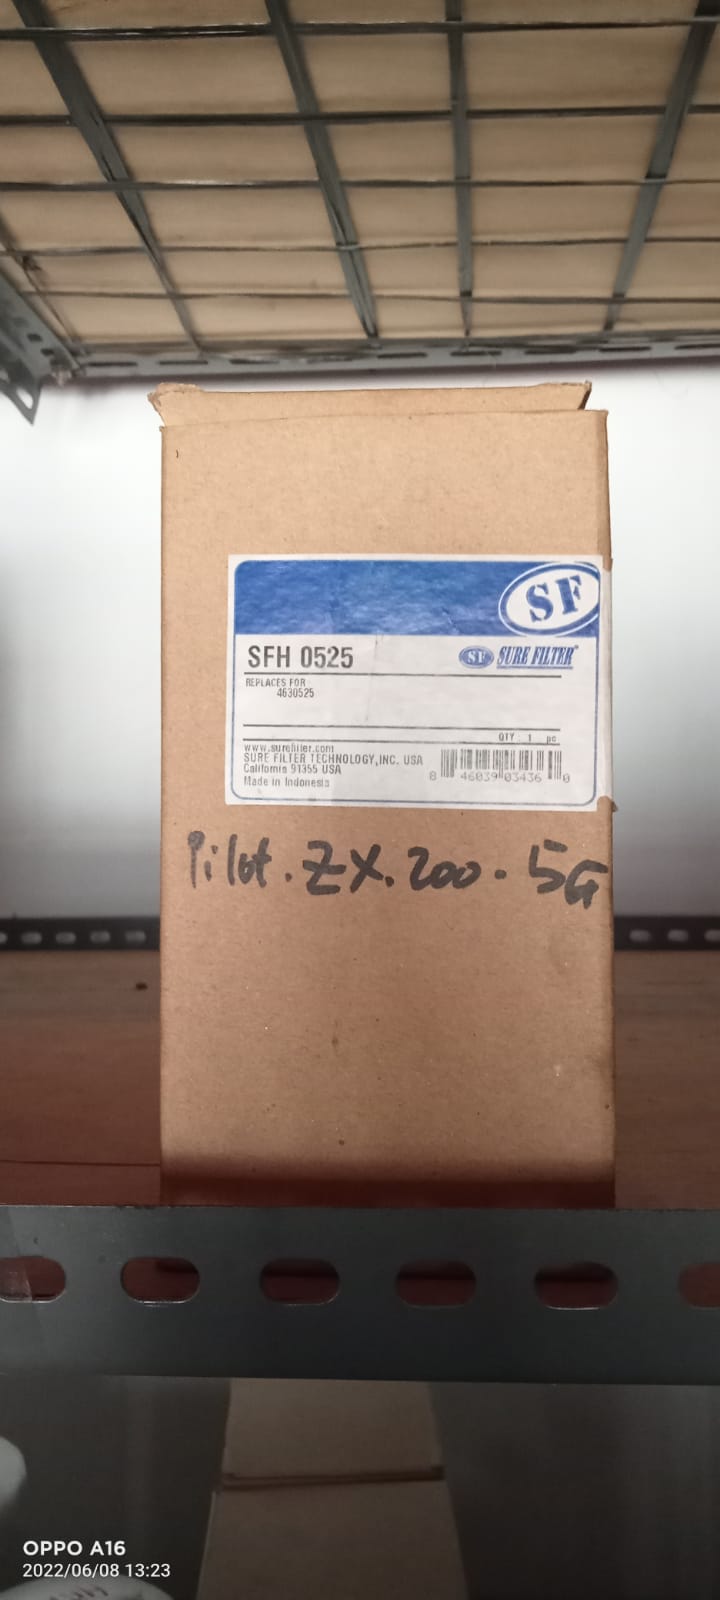 SF
SFH 0525
SF SURE FILTER
REPLACES FOR
4630525
QTY : 1 pc
www.surefilter.com
SURE FILTER TECHNOLOGY,INC. USA
California 91355 USA
Made in Indonesia
8 46039 03436 0
Pilot. ZX. 200. 5G
OPPO A16
2022/06/08 13:23